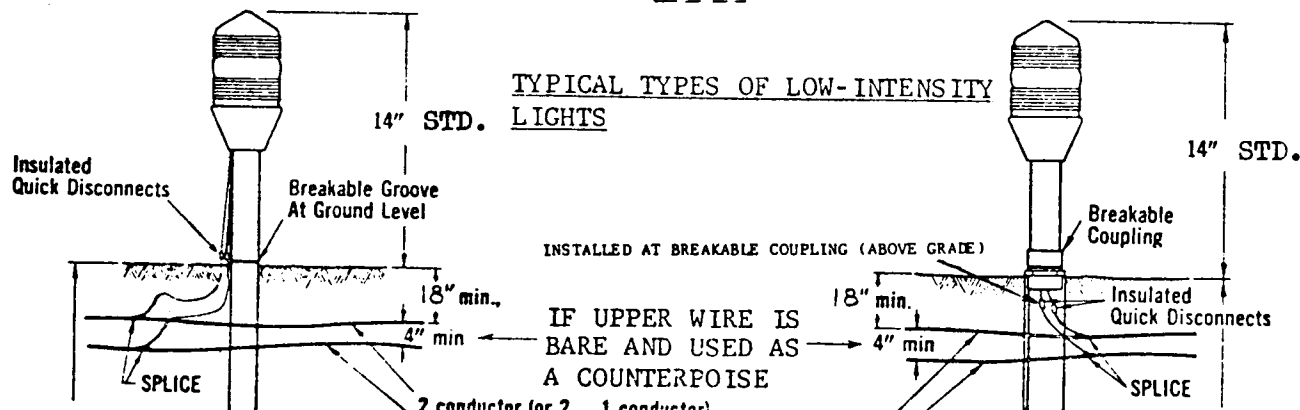 TYPICAL TYPES OF LOW-INTENSITY
LIGHTS
14" STD.
14" STD.
Insulated
Quick Disconnects
Breakable Groove
At Ground Level
Breakable
Coupling
INSTALLED AT BREAKABLE COUPLING (ABOVE GRADE)
18" min.
18" min.
Insulated
Quick Disconnects
4" min
IF UPPER WIRE IS
BARE AND USED AS
A COUNTERPOISE
4" min
SPLICE
SPLICE
2 conductor (or 2 1 conductor)